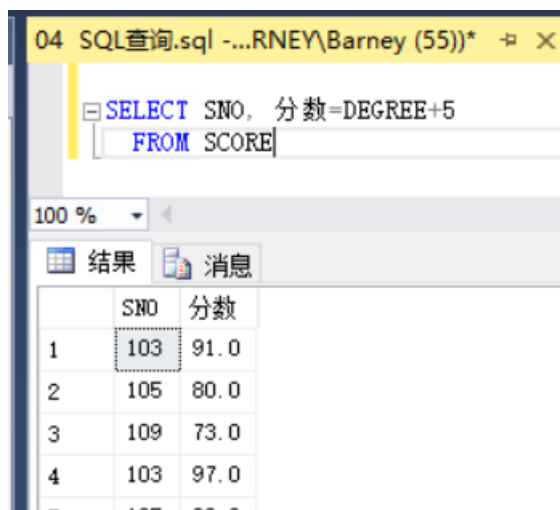 04 SQL查询.sql -...RNEY\Barney (55))*
SELECT SNO, 分数=DEGREE+5
FROM SCORE
100 %
结果 消息
SNO 分数
1 103 91.0
2 105 80.0
3 109 73.0
4 103 97.0